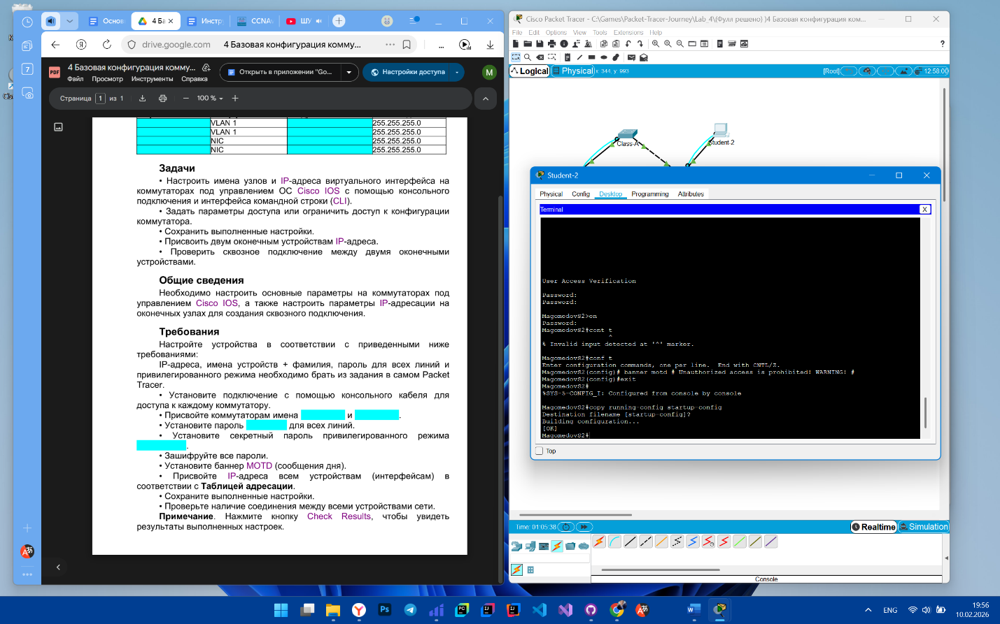 Основ
4 Ба
Инстр
CCNA
ШУ
drive.google.com
4 Базовая конфигурация комму...
PDF
4 Базовая конфигурация комму...
Файл Просмотр Инструменты Справка
Открыть в приложении "Go...
Настройки доступа
M
Страница 1 из 1
100 %
VLAN 1 255.255.255.0
VLAN 1 255.255.255.0
NIC 255.255.255.0
NIC 255.255.255.0
Задачи
• Настроить имена узлов и IP-адреса виртуального интерфейса на
коммутаторах под управлением ОС Cisco IOS с помощью консольного
подключения и интерфейса командной строки (CLI).
• Задать параметры доступа или ограничить доступ к конфигурации
коммутатора.
• Сохранить выполненные настройки.
• Присвоить двум оконечным устройствам IP-адреса.
• Проверить сквозное подключение между двумя оконечными
устройствами.
Общие сведения
Необходимо настроить основные параметры на коммутаторах под
управлением Cisco IOS, а также настроить параметры IP-адресации на
оконечных узлах для создания сквозного подключения.
Требования
Настройте устройства в соответствии с приведенными ниже
требованиями:
IP-адреса, имена устройств + фамилия, пароль для всех линий и
привилегированного режима необходимо брать из задания в самом Packet
Tracer.
• Установите подключение с помощью консольного кабеля для
доступа к каждому коммутатору.
• Присвойте коммутаторам имена и .
• Установите пароль для всех линий.
• Установите секретный пароль привилегированного режима
.
• Зашифруйте все пароли.
• Установите баннер MOTD (сообщения дня).
• Присвойте IP-адреса всем устройствам (интерфейсам) в
соответствии с Таблицей адресации.
• Сохраните выполненные настройки.
• Проверьте наличие соединения между всеми устройствами сети.
Примечание. Нажмите кнопку Check Results, чтобы увидеть
результаты выполненных настроек.
Cisco Packet Tracer - C:\Games\Packet-Tracer-Journey\Lab_4\(Фулл решено) )4 Базовая конфигурация ком...
File Edit Options View Tools Extensions Help
Logical
Physical
x: 344, y: 993
[Root]
12:58:00
Class-A
Student-2
Student-2
Physical Config Desktop Programming Attributes
Terminal
X
User Access Verification
Password:
Password:
MagomedovS2>en
Password:
MagomedovS2#cont t
^
% Invalid input detected at '^' marker.
MagomedovS2#conf t
Enter configuration commands, one per line. End with CNTL/Z.
MagomedovS2(config)# banner motd # Unauthorized access is prohibited! WARNING! #
MagomedovS2(config)#exit
MagomedovS2#
%SYS-5-CONFIG_I: Configured from console by console
MagomedovS2#copy running-config startup-config
Destination filename [startup-config]?
Building configuration...
[OK]
MagomedovS2#
Top
Time: 01:05:38
Realtime
Simulation
Console
ENG
19:56
10.02.2026